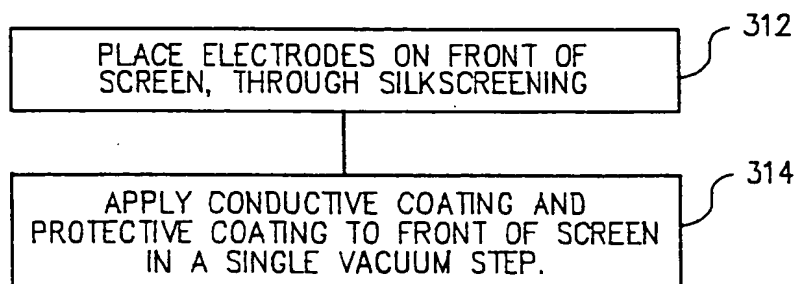 312
PLACE ELECTRODES ON FRONT OF
SCREEN, THROUGH SILKSCREENING
314
APPLY CONDUCTIVE COATING AND
PROTECTIVE COATING TO FRONT OF SCREEN
IN A SINGLE VACUUM STEP.